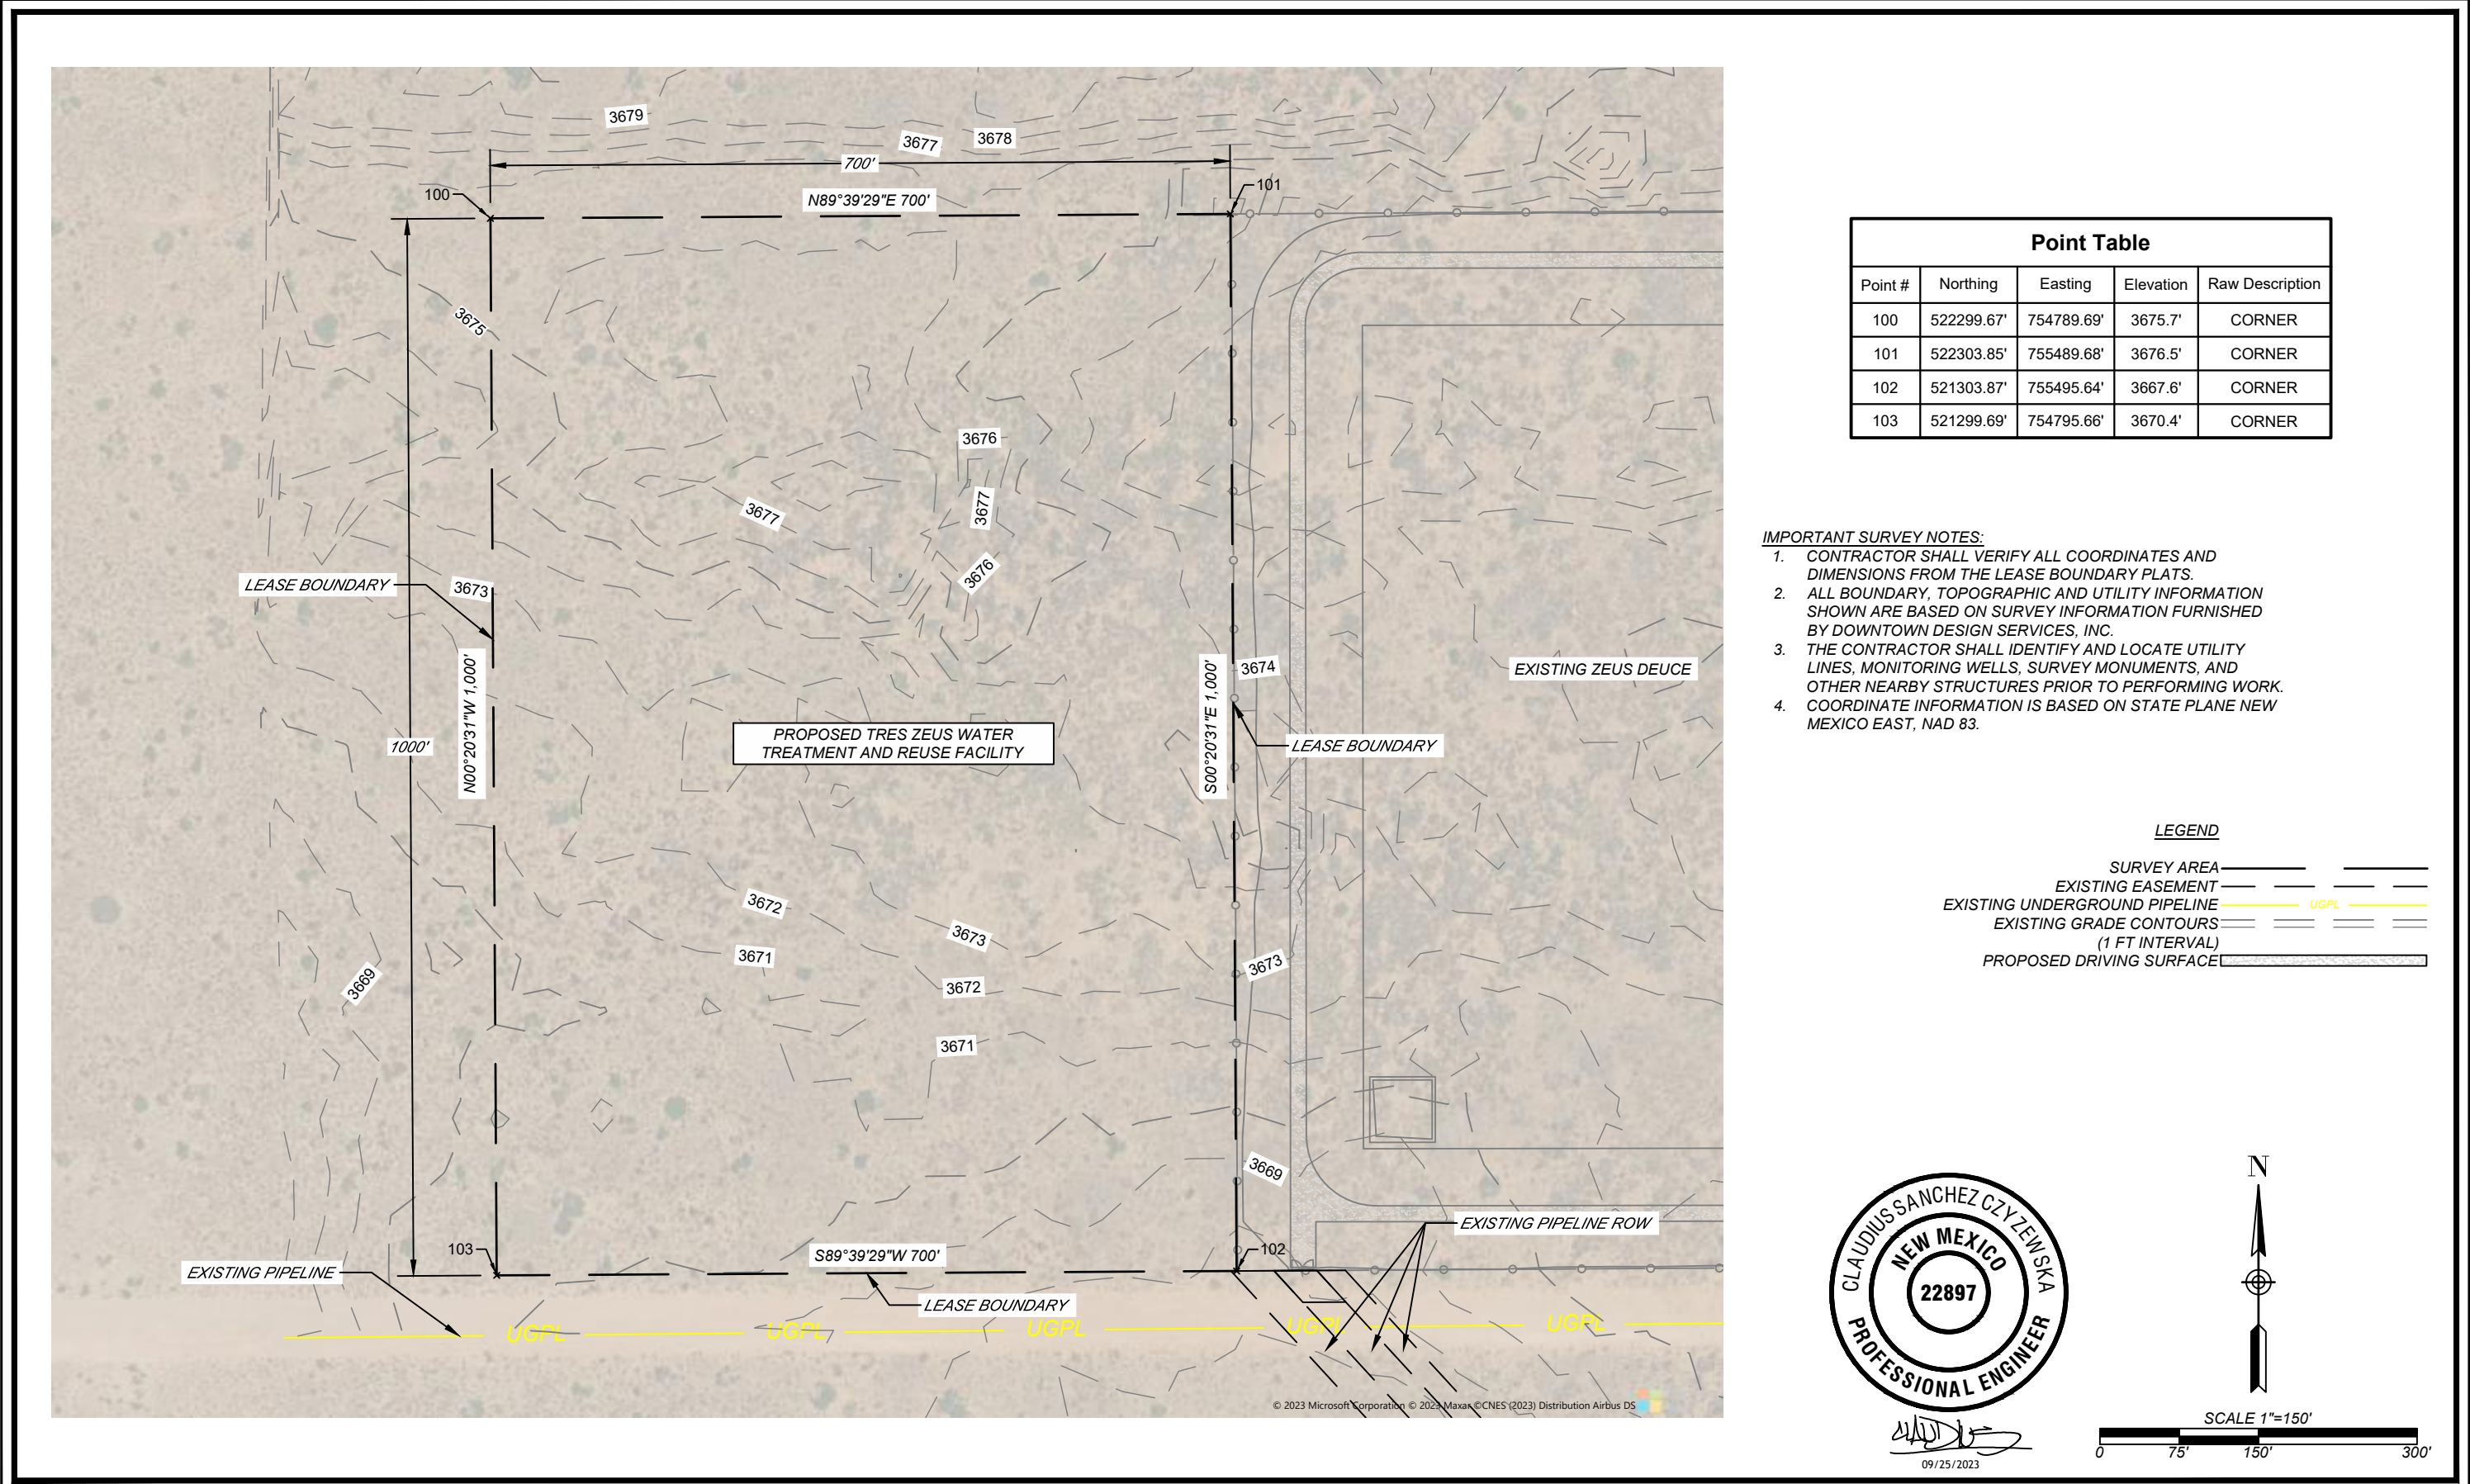 3679
3677
3678
700'
100
101
N89°39'29"E 700'
3675
3676
3677
3677
3676
LEASE BOUNDARY
3673
N00°20'31"W 1,000'
S00°20'31"E 1,000'
3674
EXISTING ZEUS DEUCE
1000'
PROPOSED TRES ZEUS WATER
TREATMENT AND REUSE FACILITY
LEASE BOUNDARY
3672
3673
3671
3673
3669
3672
3671
3669
EXISTING PIPELINE ROW
103
S89°39'29"W 700'
102
EXISTING PIPELINE
LEASE BOUNDARY
UGPL UGPL UGPL UGPL UGPL
© 2023 Microsoft Corporation © 2023 Maxar ©CNES (2023) Distribution Airbus DS
Point Table
Point # Northing Easting Elevation Raw Description
100 522299.67' 754789.69' 3675.7' CORNER
101 522303.85' 755489.68' 3676.5' CORNER
102 521303.87' 755495.64' 3667.6' CORNER
103 521299.69' 754795.66' 3670.4' CORNER
IMPORTANT SURVEY NOTES:
1. CONTRACTOR SHALL VERIFY ALL COORDINATES AND
DIMENSIONS FROM THE LEASE BOUNDARY PLATS.
2. ALL BOUNDARY, TOPOGRAPHIC AND UTILITY INFORMATION
SHOWN ARE BASED ON SURVEY INFORMATION FURNISHED
BY DOWNTOWN DESIGN SERVICES, INC.
3. THE CONTRACTOR SHALL IDENTIFY AND LOCATE UTILITY
LINES, MONITORING WELLS, SURVEY MONUMENTS, AND
OTHER NEARBY STRUCTURES PRIOR TO PERFORMING WORK.
4. COORDINATE INFORMATION IS BASED ON STATE PLANE NEW
MEXICO EAST, NAD 83.
LEGEND
SURVEY AREA
EXISTING EASEMENT
EXISTING UNDERGROUND PIPELINE UGPL
EXISTING GRADE CONTOURS
(1 FT INTERVAL)
PROPOSED DRIVING SURFACE
CLAUDIUS SANCHEZ CZYZEWSKA
NEW MEXICO
22897
PROFESSIONAL ENGINEER
09/25/2023
N
SCALE 1"=150'
0 75' 150' 300'